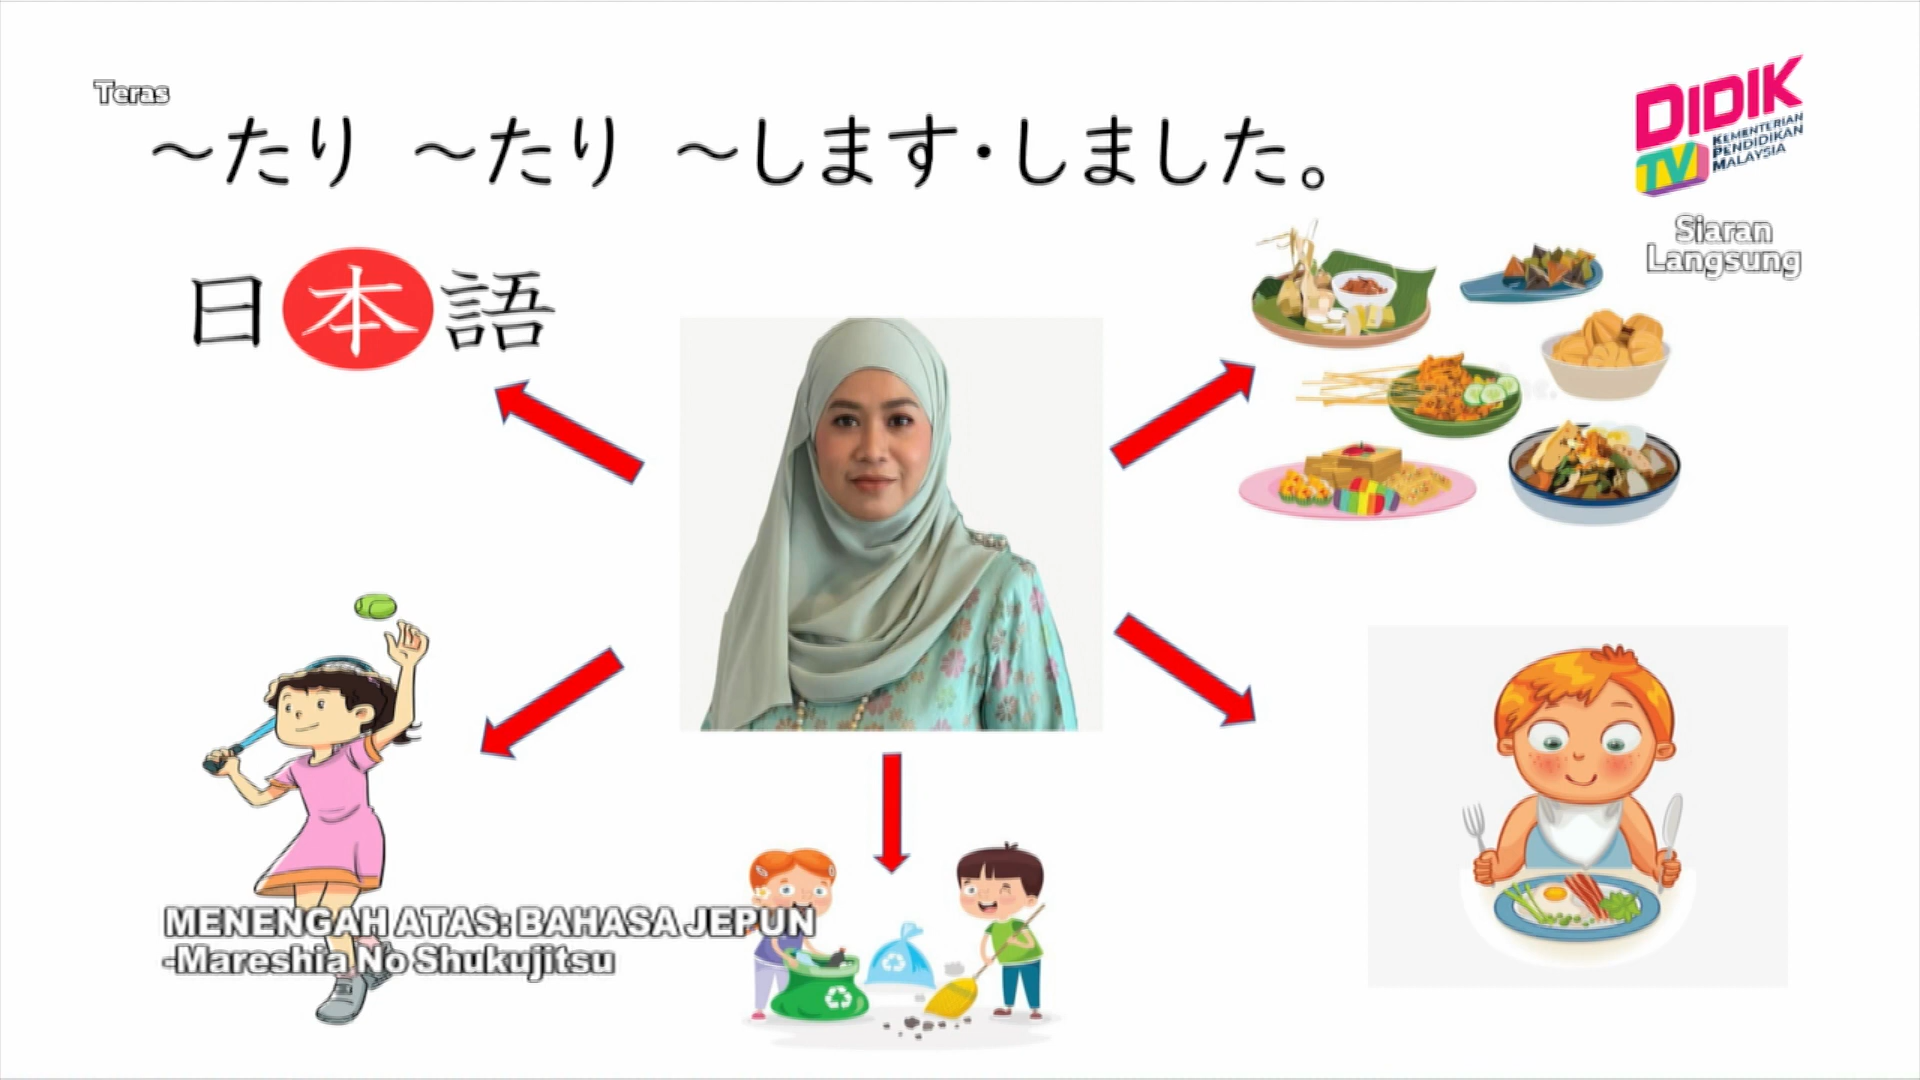 Teras
～たり ～たり ～します・しました。
DIDIK
TV
KEMENTERIAN
PENDIDIKAN
MALAYSIA
Siaran
Langsung
日本語
MENENGAH ATAS: BAHASA JEPUN
-Mareshia No Shukujitsu